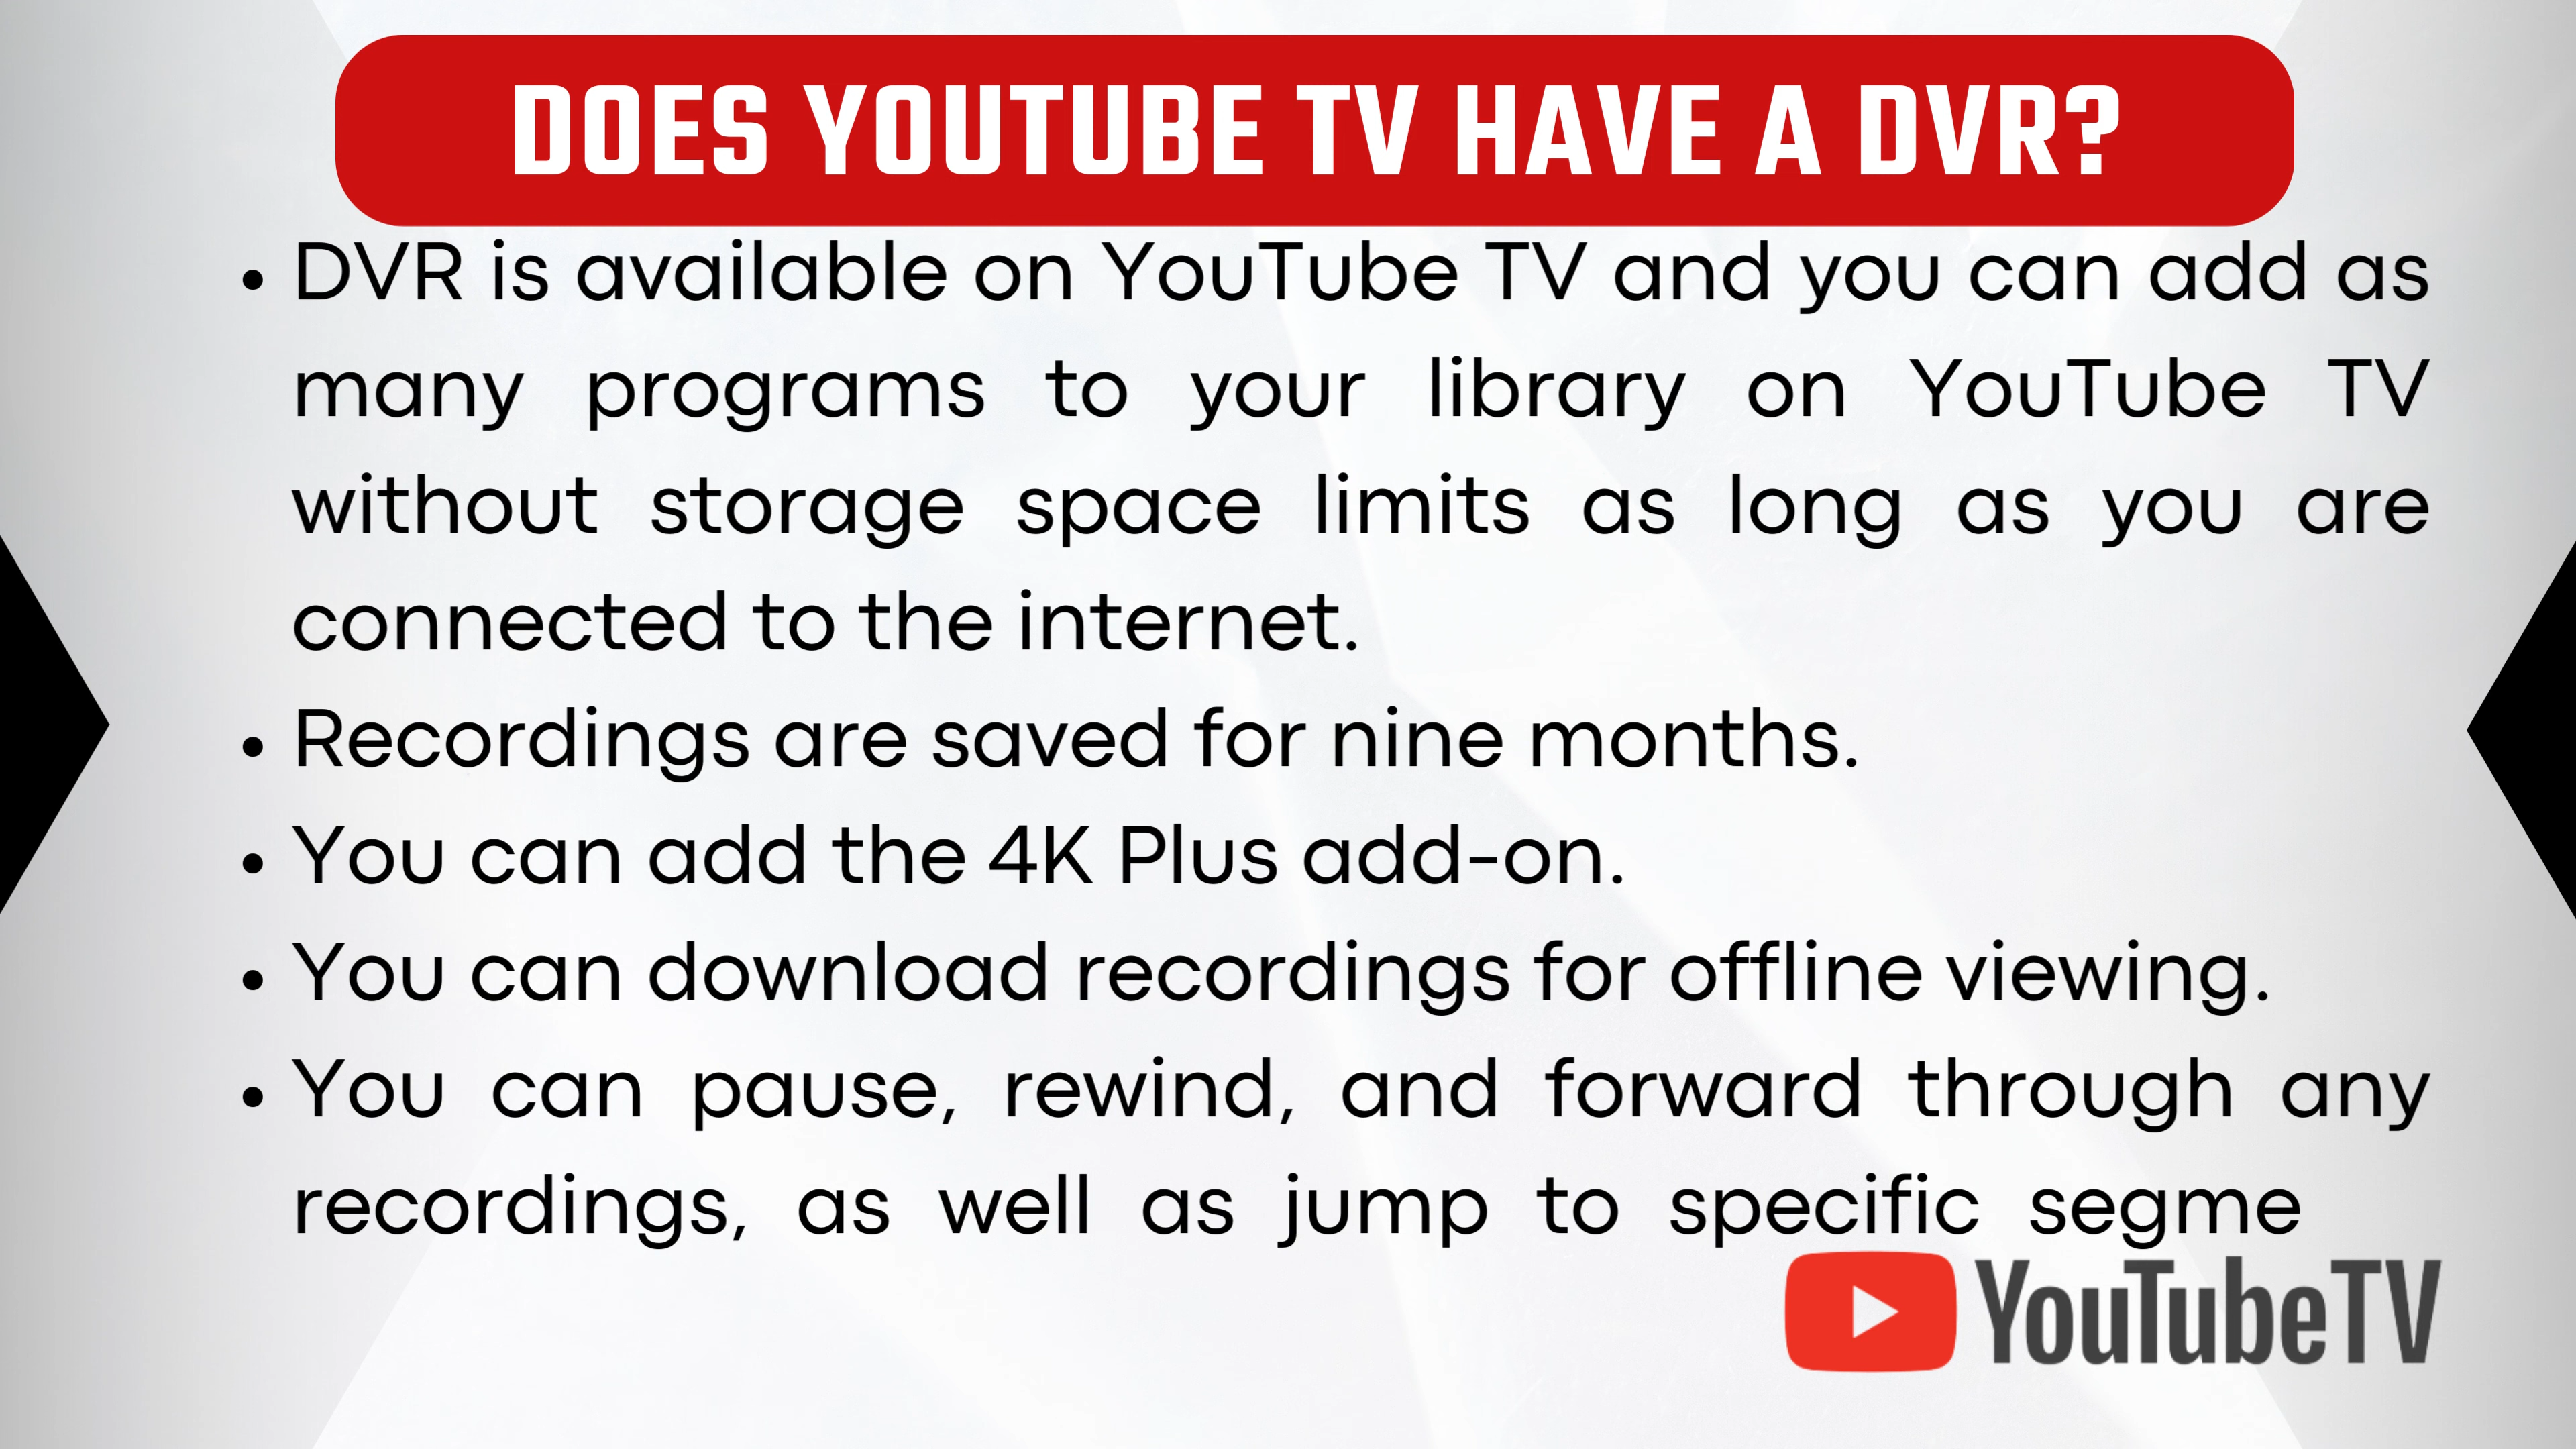 DOES YOUTUBE TV HAVE A DVR?
• DVR is available on YouTube TV and you can add as
many programs to your library on YouTube TV
without storage space limits as long as you are
connected to the internet.
• Recordings are saved for nine months.
• You can add the 4K Plus add-on.
• You can download recordings for offline viewing.
• You can pause, rewind, and forward through any
recordings, as well as jump to specific segme
YouTubeTV